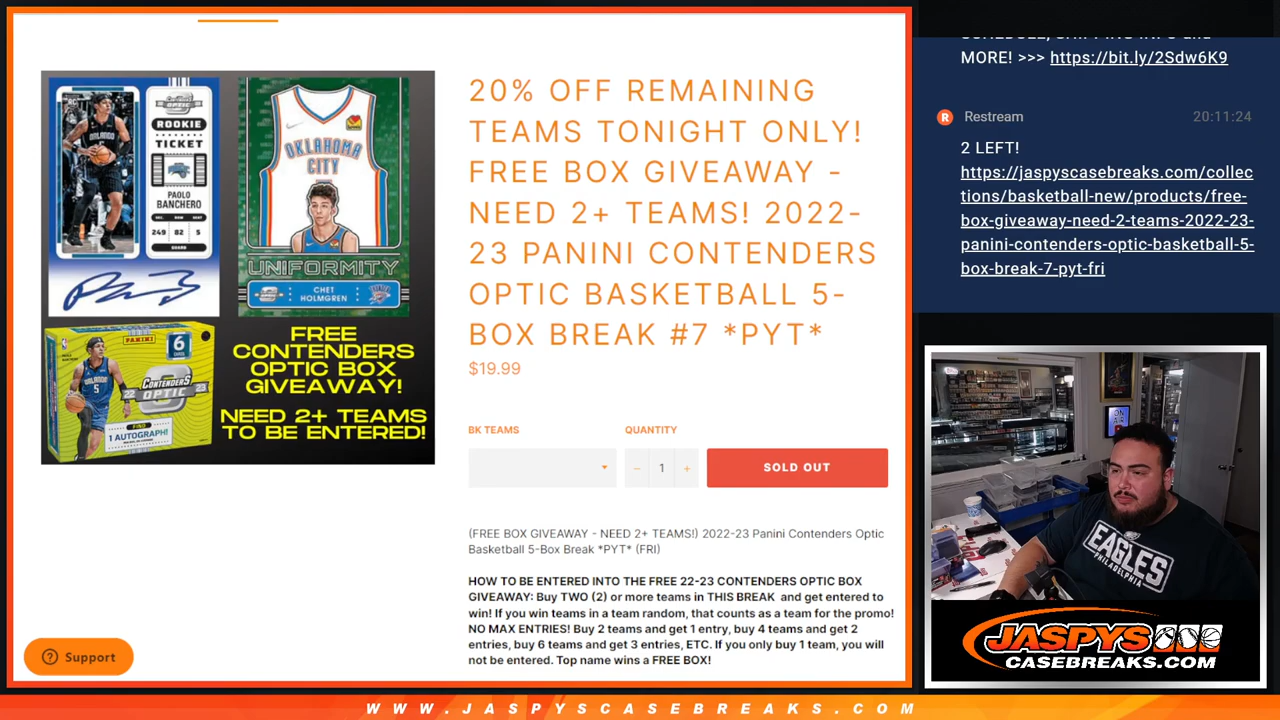 ROOKIE
TICKET
PAOLO
BANCHERO
249 82 5
OKLAHOMA
CITY
UNIFORMITY
CHET
HOLMGREN
PANINI
6
22 CONTENDERS 23
OPTIC
1 AUTOGRAPH!
FREE
CONTENDERS
OPTIC BOX
GIVEAWAY!
NEED 2+ TEAMS
TO BE ENTERED!
20% OFF REMAINING
TEAMS TONIGHT ONLY!
FREE BOX GIVEAWAY -
NEED 2+ TEAMS! 2022-
23 PANINI CONTENDERS
OPTIC BASKETBALL 5-
BOX BREAK #7 *PYT*
$19.99
BK TEAMS QUANTITY
− 1 + SOLD OUT
(FREE BOX GIVEAWAY - NEED 2+ TEAMS!) 2022-23 Panini Contenders Optic
Basketball 5-Box Break *PYT* (FRI)
HOW TO BE ENTERED INTO THE FREE 22-23 CONTENDERS OPTIC BOX
GIVEAWAY: Buy TWO (2) or more teams in THIS BREAK and get entered to
win! If you win teams in a team random, that counts as a team for the promo!
NO MAX ENTRIES! Buy 2 teams and get 1 entry, buy 4 teams and get 2
entries, buy 6 teams and get 3 entries, ETC. If you only buy 1 team, you will
not be entered. Top name wins a FREE BOX!
Support
MORE! >>> https://bit.ly/2Sdw6K9
R Restream 20:11:24
2 LEFT!
https://jaspyscasebreaks.com/collec
tions/basketball-new/products/free-
box-giveaway-need-2-teams-2022-23-
panini-contenders-optic-basketball-5-
box-break-7-pyt-fri
EAGLES
PHILADELPHIA
JASPYS
CASEBREAKS.COM
WWW.JASPYSCASEBREAKS.COM